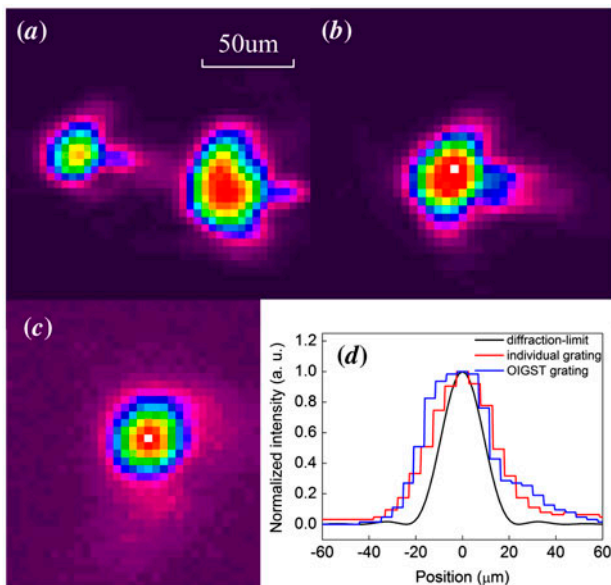 (a)
50um
(b)
(c)
(d)
diffraction-limit
individual grating
OIGST grating
Normalized intensity (a. u.)
1.2
1.0
0.8
0.6
0.4
0.2
0.0
-60 -40 -20 0 20 40 60
Position (μm)